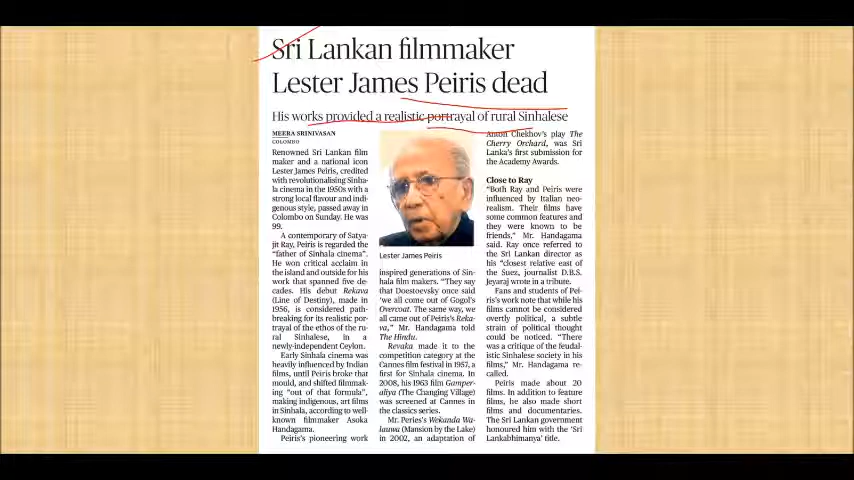 Sri Lankan filmmaker
Lester James Peiris dead
His works provided a realistic portrayal of rural Sinhalese
MEERA SRINIVASAN
COLOMBO
Renowned Sri Lankan film
maker and a national icon
Lester James Peiris, credited
with revolutionalising Sinha-
la cinema in the 1950s with a
strong local flavour and indi-
genous style, passed away in
Colombo on Sunday. He was
99.
A contemporary of Satya-
jit Ray, Peiris is regarded the
“father of Sinhala cinema”.
He won critical acclaim in
the island and outside for his
work that spanned five de-
cades. His debut Rekava
(Line of Destiny), made in
1956, is considered path-
breaking for its realistic por-
trayal of the ethos of the ru-
ral Sinhalese, in a
newly-independent Ceylon.
Early Sinhala cinema was
heavily influenced by Indian
films, until Peiris broke that
mould, and shifted filmmak-
ing “out of that formula”,
making indigenous, art films
in Sinhala, according to well-
known filmmaker Asoka
Handagama.
Peiris's pioneering work
Lester James Peiris
inspired generations of Sin-
hala film makers. “They say
that Doestoevsky once said
‘we all come out of Gogol's
Overcoat. The same way, we
all came out of Peiris's Reka-
va,” Mr. Handagama told
The Hindu.
Revaka made it to the
competition category at the
Cannes film festival in 1957, a
first for Sinhala cinema. In
2008, his 1963 film Gamper-
aliya (The Changing Village)
was screened at Cannes in
the classics series.
Mr. Peries's Wekanda Wa-
lauwa (Mansion by the Lake)
in 2002, an adaptation of
Anton Chekhov's play The
Cherry Orchard, was Sri
Lanka's first submission for
the Academy Awards.
Close to Ray
“Both Ray and Peiris were
influenced by Italian neo-
realism. Their films have
some common features and
they were known to be
friends,” Mr. Handagama
said. Ray once referred to
the Sri Lankan director as
his “closest relative east of
the Suez, journalist D.B.S.
Jeyaraj wrote in a tribute.
Fans and students of Pei-
ris's work note that while his
films cannot be considered
overtly political, a subtle
strain of political thought
could be noticed. “There
was a critique of the feudal-
istic Sinhalese society in his
films,” Mr. Handagama re-
called.
Peiris made about 20
films. In addition to feature
films, he also made short
films and documentaries.
The Sri Lankan government
honoured him with the ‘Sri
Lankabhimanya’ title.